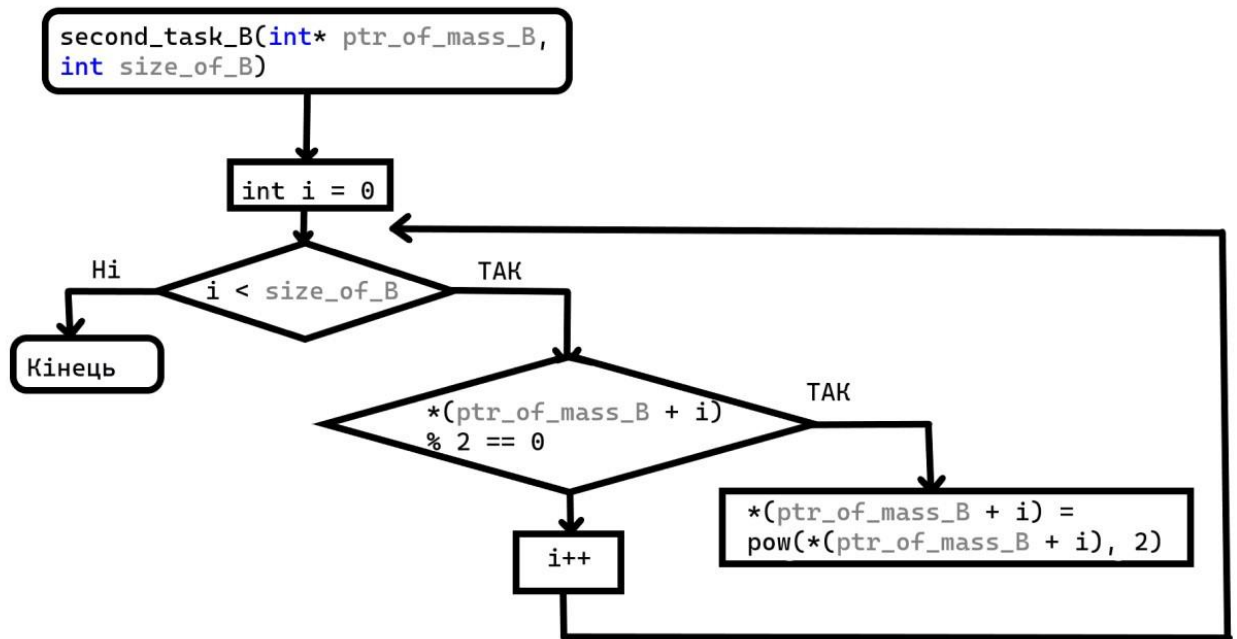 second_task_B(int* ptr_of_mass_B,
int size_of_B)
int i = 0
Ні
ТАК
i < size_of_B
Кінець
ТАК
*(ptr_of_mass_B + i)
% 2 == 0
*(ptr_of_mass_B + i) =
pow(*(ptr_of_mass_B + i), 2)
i++